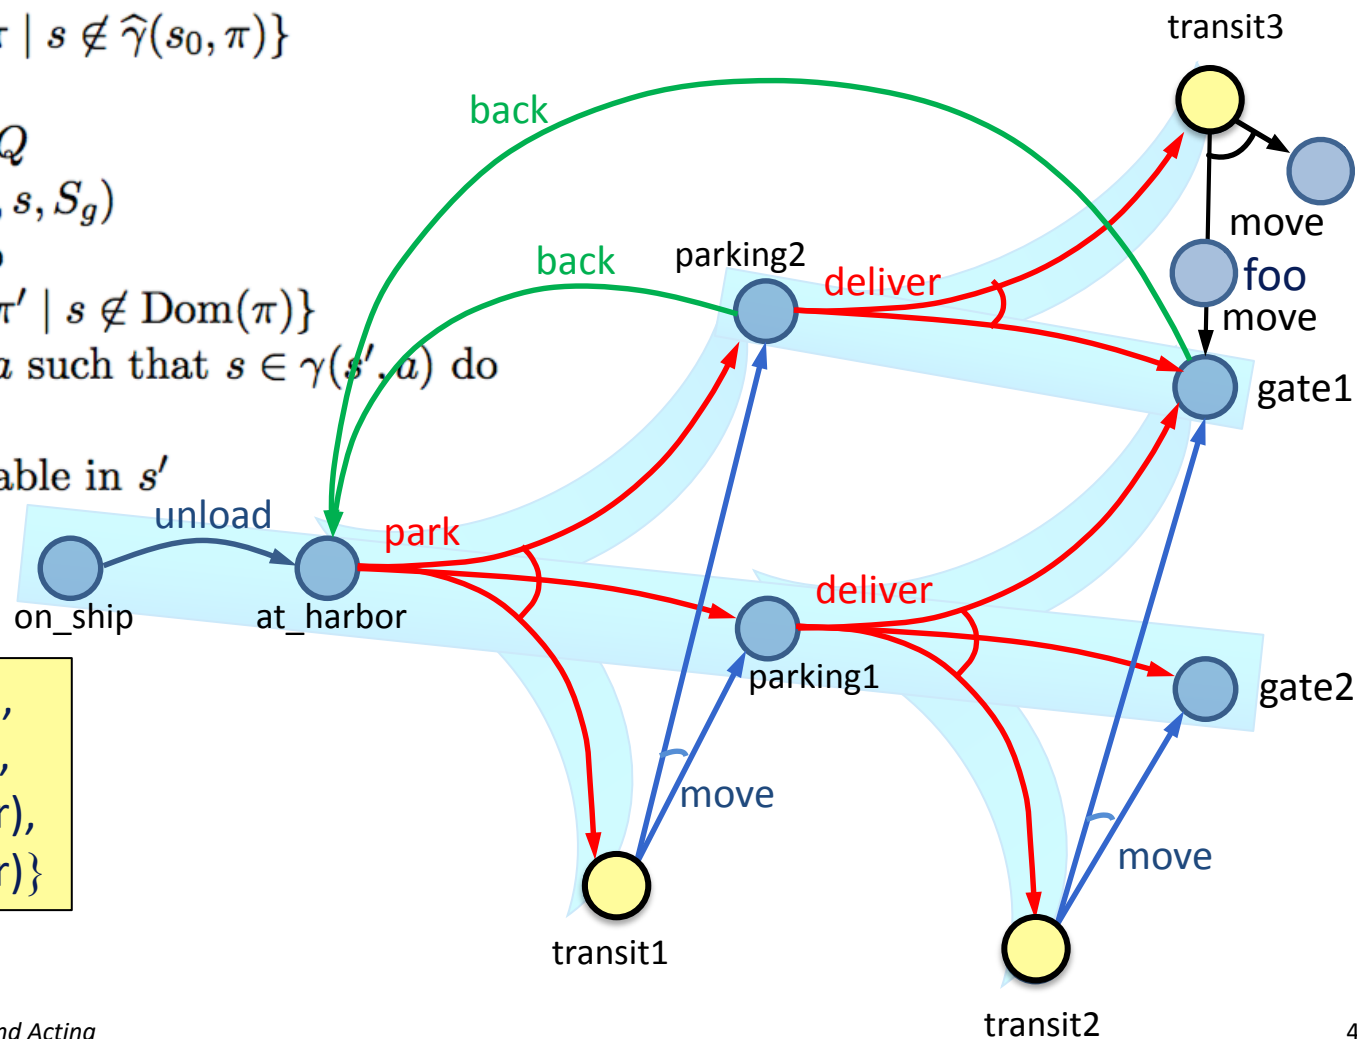 π | s ∉ γ̂(s₀, π)}
Q
, s, S_g)
π′ | s ∉ Dom(π)}
a such that s ∈ γ(s′, a) do
able in s′
transit3
back
move
parking2
back
deliver
foo
move
gate1
unload
park
deliver
on_ship
at_harbor
parking1
gate2
,
,
r),
r)}
move
move
transit1
transit2
nd Acting
4